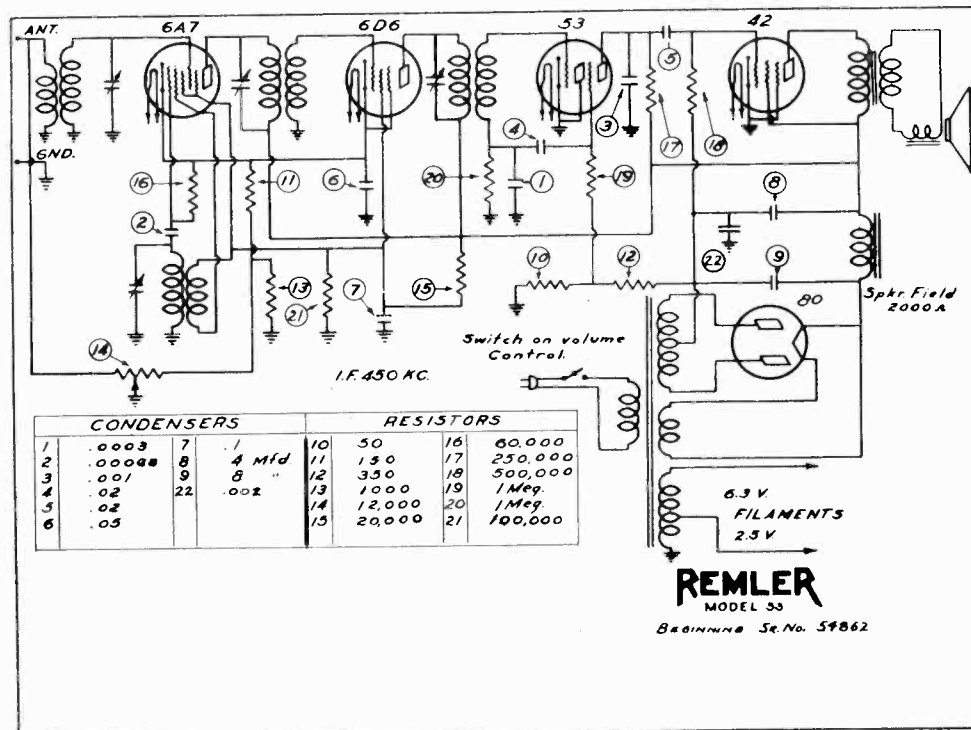 6A7 6D6 53 42
ANT.
5
3
4
17 18
GND.
16 11 6 20 1 19
8
2
22
10 12 9
13 15
7
21
80
Spkr. Field
2000 Λ
Switch on volume
Control.
14
I.F. 450 KC.
CONDENSERS RESISTORS
1 .0003 7 .1 10 50 16 60,000
2 8 4 Mfd 11 150 17 250,000
3 .001 9 8 " 12 350 18 500,000
4 .02 22 .002 13 1000 19 1 Meg.
5 .02 14 12,000 20 1 Meg.
6 .05 15 20,000 21 100,000
6.3 V.
FILAMENTS
2.5 V.
REMLER
MODEL 53
BEGINNING SR. NO. 54862